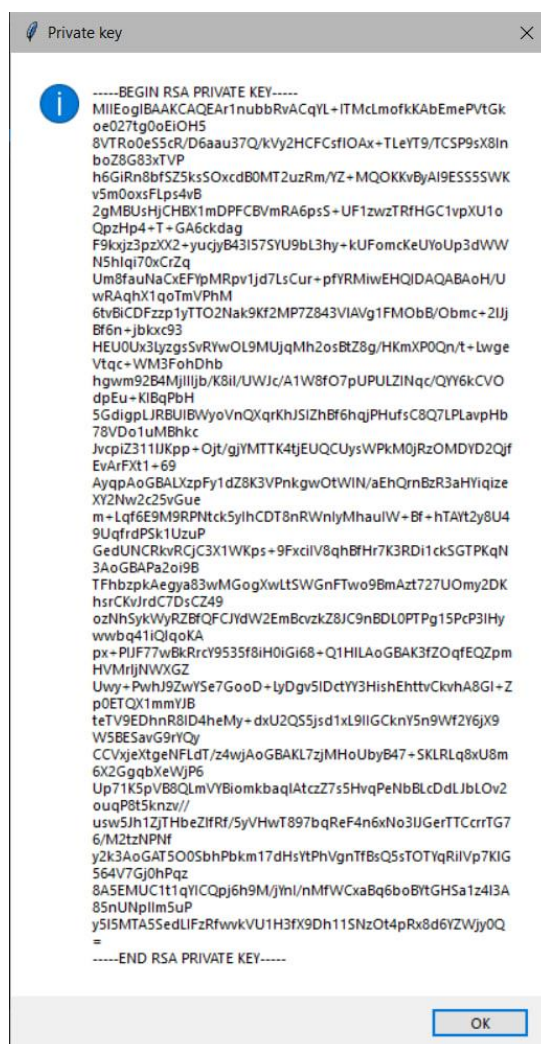 Private key
-----BEGIN RSA PRIVATE KEY-----
MIIEogIBAAKCAQEAr1nubbRvACqYL+ITMcLmofkKAbEmePVtGk
oe027tg0oEiOH5
8VTRo0eS5cR/D6aau37Q/kVy2HCFCsfIOAx+TLeYT9/TCSP9sX8In
boZ8G83xTVP
h6GiRn8bfSZ5ksSOxcdB0MT2uzRm/YZ+MQOKKvByAI9ESS5SWK
v5m0oxsFLps4vB
2gMBUsHjCHBX1mDPFCBVmRA6psS+UF1zwzTRfHGC1vpXU1o
QpzHp4+T+GA6ckdag
F9kxjz3pzXX2+yucjyB43I57SYU9bL3hy+kUFomcKeUYoUp3dWW
N5hIqi70xCrZq
Um8fauNaCxEFYpMRpv1jd7LsCur+pfYRMiwEHQIDAQABAoH/U
wRAqhX1qoTmVPhM
6tvBiCDFzzp1yTTO2Nak9Kf2MP7Z843VIAVg1FMObB/Obmc+2IJj
Bf6n+jbkxc93
HEU0Ux3LyzgsSvRYwOL9MUjqMh2osBtZ8g/HKmXP0Qn/t+Lwge
Vtqc+WM3FohDhb
hgwm92B4MjIlIjb/K8iI/UWJc/A1W8fO7pUPULZINqc/QYY6kCVO
dpEu+KIBqPbH
5GdigpLJRBUIBWyoVnQXqrKhJSIZhBf6hqjPHufsC8Q7LPLavpHb
78VDo1uMBhkc
JvcpiZ311IJKpp+Ojt/gjYMTTK4tjEUQCUysWPkM0jRzOMDYD2Qjf
EvArFXt1+69
AyqpAoGBALXzpFy1dZ8K3VPnkgwOtWIN/aEhQrnBzR3aHYiqize
XY2Nw2c25vGue
m+Lqf6E9M9RPNtck5yIhCDT8nRWnIyMhauIW+Bf+hTAYt2y8U4
9UqfrdPSk1UzuP
GedUNCRkvRCjC3X1WKps+9FxciIV8qhBfHr7K3RDi1ckSGTPKqN
3AoGBAPa2oi9B
TFhbzpkAegya83wMGogXwLtSWGnFTwo9BmAzt727UOmy2DK
hsrCKvJrdC7DsCZ49
ozNhSykWyRZBfQFCJYdW2EmBcvzkZ8JC9nBDL0PTPg15PcP3IHy
wwbq41iQIqoKA
px+PIJF77wBkRrcY9535f8iH0iGi68+Q1HILAoGBAK3fZOqfEQZpm
HVMrIjNWXGZ
Uwy+PwhJ9ZwYSe7GooD+LyDgv5IDctYY3HishEhttvCkvhA8GI+Z
p0ETQX1mmYJB
teTV9EDhnR8ID4heMy+dxU2QS5jsd1xL9IIGCknY5n9Wf2Y6jX9
W5BESavG9rYQy
CCVxjeXtgeNFLdT/z4wjAoGBAKL7zjMHoUbyB47+SKLRLq8xU8m
6X2GgqbXeWjP6
Up71K5pVB8QLmVYBiomkbaqIAtczZ7s5HvqPeNbBLcDdLJbLOv2
ouqP8t5knzv//
usw5Jh1ZjTHbeZIfRf/5yVHwT897bqReF4n6xNo3IJGerTTCcrrTG7
6/M2tzNPNf
y2k3AoGAT5O0SbhPbkm17dHsYtPhVgnTfBsQ5sTOTYqRiIVp7KIG
564V7Gj0hPqz
8A5EMUC1t1qYICQpj6h9M/jYnI/nMfWCxaBq6boBYtGHSa1z4I3A
85nUNpIIm5uP
y5I5MTA5SedLIFzRfwvkVU1H3fX9Dh11SNzOt4pRx8d6YZWjy0Q
=
-----END RSA PRIVATE KEY-----
OK